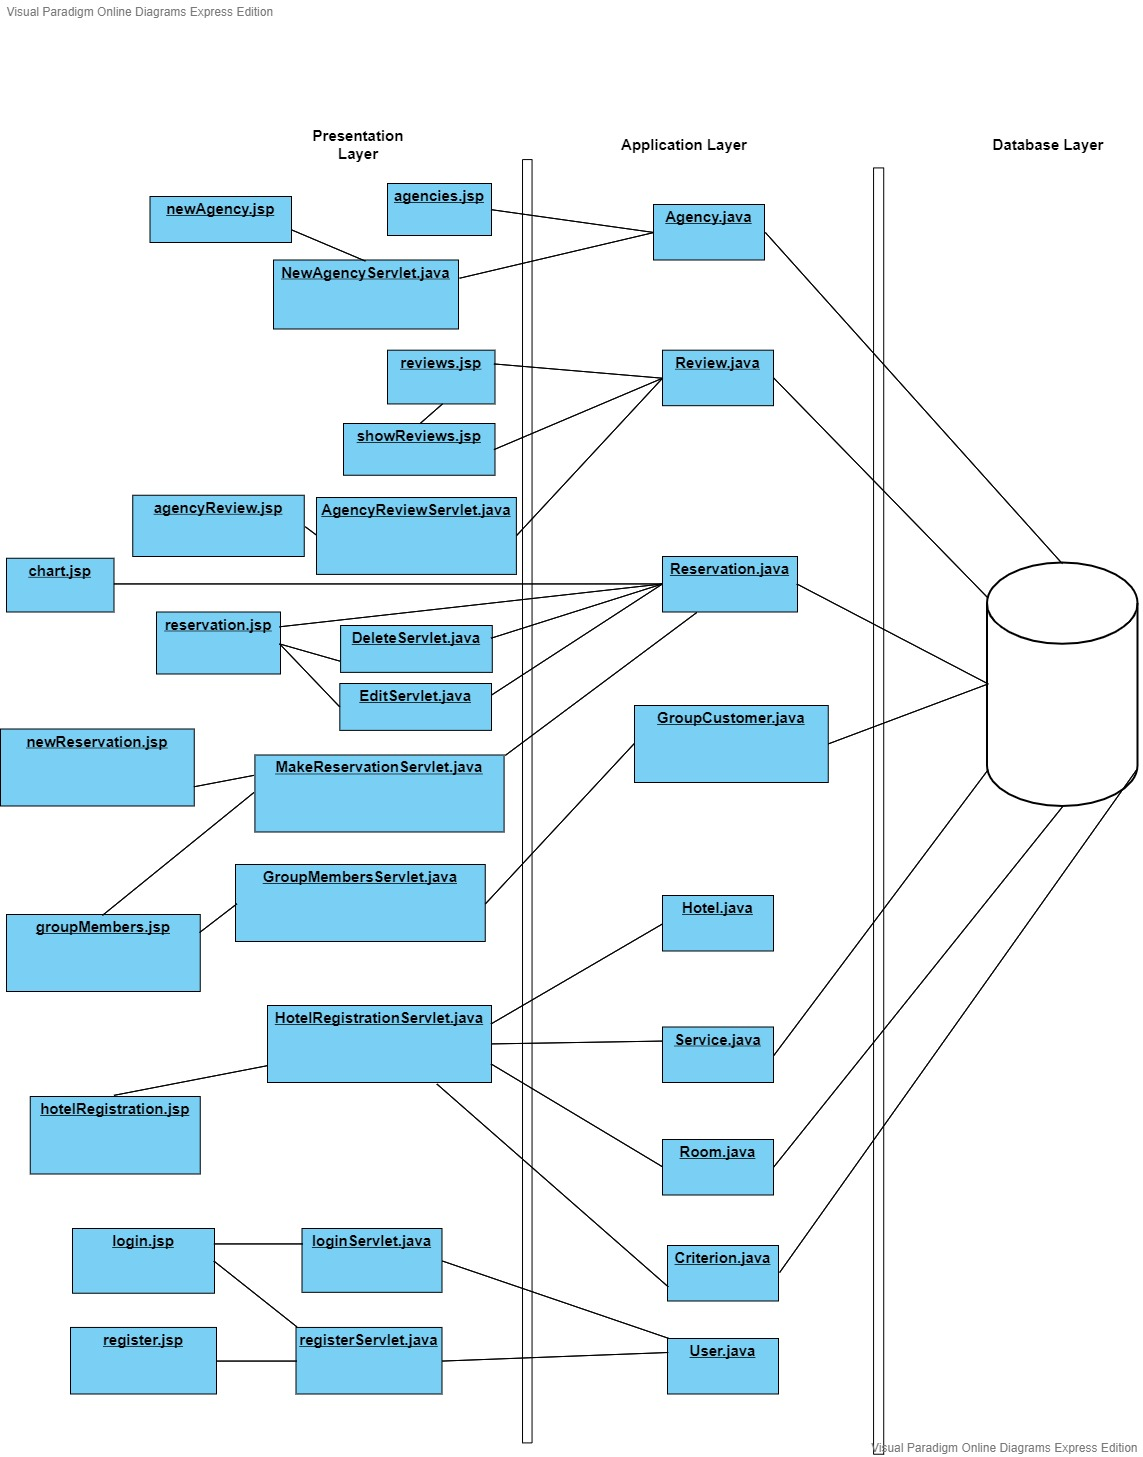 Visual Paradigm Online Diagrams Express Edition
Presentation
Layer
Application Layer
Database Layer
agencies.jsp
newAgency.jsp
Agency.java
NewAgencyServlet.java
reviews.jsp
Review.java
showReviews.jsp
agencyReview.jsp
AgencyReviewServlet.java
chart.jsp
Reservation.java
reservation.jsp
DeleteServlet.java
EditServlet.java
newReservation.jsp
GroupCustomer.java
MakeReservationServlet.java
GroupMembersServlet.java
groupMembers.jsp
Hotel.java
HotelRegistrationServlet.java
Service.java
hotelRegistration.jsp
Room.java
login.jsp
loginServlet.java
Criterion.java
register.jsp
registerServlet.java
User.java
Visual Paradigm Online Diagrams Express Edition